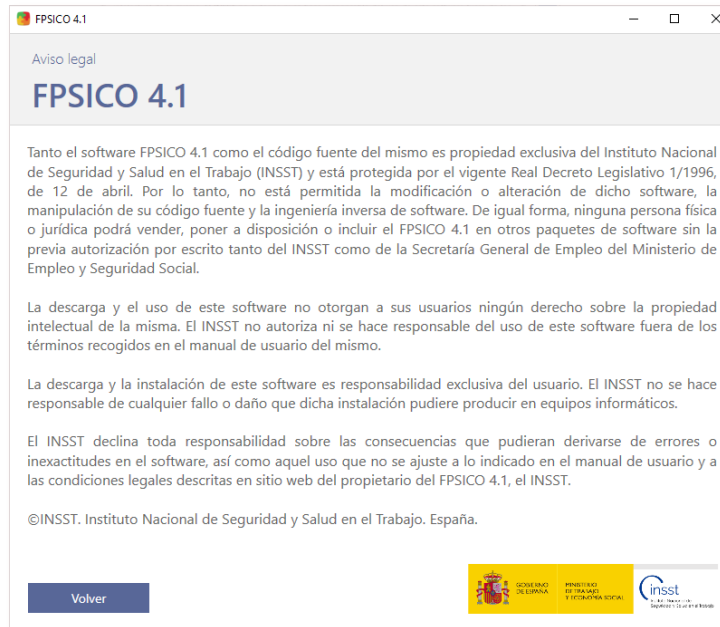 FPSICO 4.1
Aviso legal
FPSICO 4.1
Tanto el software FPSICO 4.1 como el código fuente del mismo es propiedad exclusiva del Instituto Nacional
de Seguridad y Salud en el Trabajo (INSST) y está protegida por el vigente Real Decreto Legislativo 1/1996,
de 12 de abril. Por lo tanto, no está permitida la modificación o alteración de dicho software, la
manipulación de su código fuente y la ingeniería inversa de software. De igual forma, ninguna persona física
o jurídica podrá vender, poner a disposición o incluir el FPSICO 4.1 en otros paquetes de software sin la
previa autorización por escrito tanto del INSST como de la Secretaría General de Empleo del Ministerio de
Empleo y Seguridad Social.
La descarga y el uso de este software no otorgan a sus usuarios ningún derecho sobre la propiedad
intelectual de la misma. El INSST no autoriza ni se hace responsable del uso de este software fuera de los
términos recogidos en el manual de usuario del mismo.
La descarga y la instalación de este software es responsabilidad exclusiva del usuario. El INSST no se hace
responsable de cualquier fallo o daño que dicha instalación pudiere producir en equipos informáticos.
El INSST declina toda responsabilidad sobre las consecuencias que pudieran derivarse de errores o
inexactitudes en el software, así como aquel uso que no se ajuste a lo indicado en el manual de usuario y a
las condiciones legales descritas en sitio web del propietario del FPSICO 4.1, el INSST.
©INSST. Instituto Nacional de Seguridad y Salud en el Trabajo. España.
Volver
GOBIERNO
DE ESPAÑA
MINISTERIO
DE TRABAJO
Y ECONOMÍA SOCIAL
insst
Instituto Nacional de
Seguridad y Salud en el Trabajo